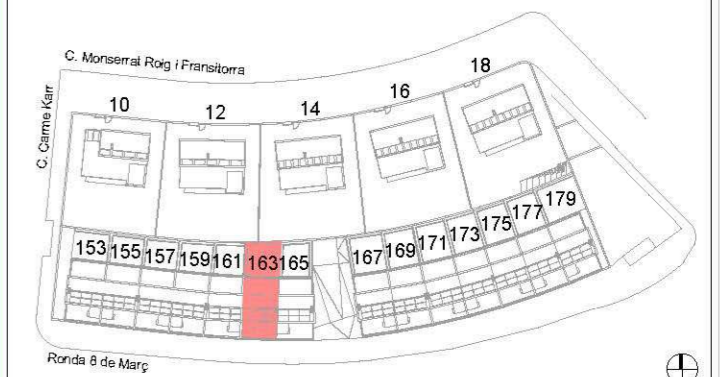 C. Monserrat Roig i Fransitorra
C. Carme Karr
10 12 14 16 18
153 155 157 159 161 163 165 167 169 171 173 175 177 179
Ronda 8 de Març